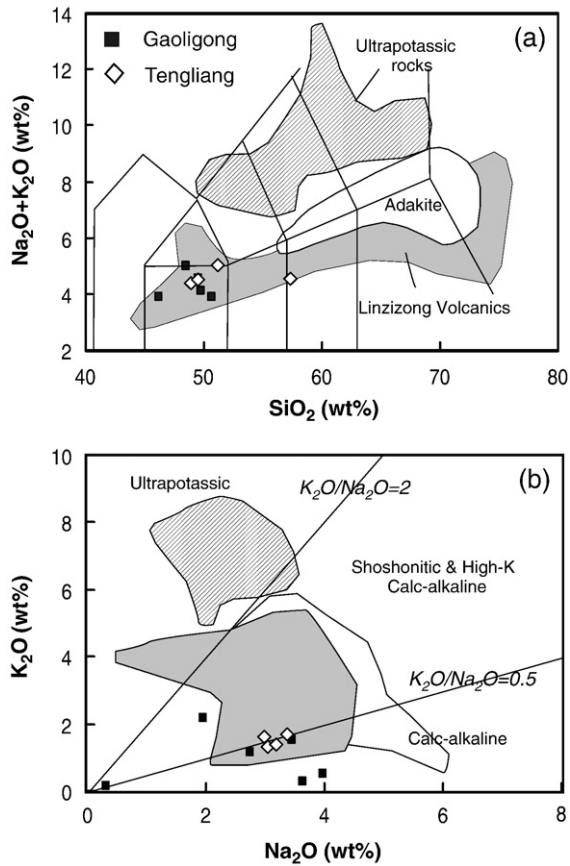 14
12
10
8
6
4
2
Na₂O+K₂O (wt%)
Gaoligong
Tengliang
(a)
Ultrapotassic
rocks
Adakite
Linzizong Volcanics
40 50 60 70 80
SiO₂ (wt%)
10
8
6
4
2
0
K₂O (wt%)
(b)
Ultrapotassic
K₂O/Na₂O=2
Shoshonitic & High-K
Calc-alkaline
K₂O/Na₂O=0.5
Calc-alkaline
0 2 4 6 8
Na₂O (wt%)